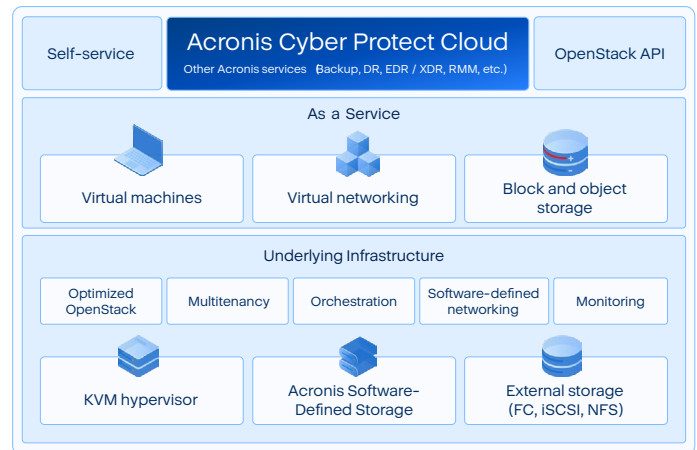 Self-service
Acronis Cyber Protect Cloud
Other Acronis services (Backup, DR, EDR / XDR, RMM, etc.)
OpenStack API
As a Service
Virtual machines
Virtual networking
Block and object
storage
Underlying Infrastructure
Optimized
OpenStack
Multitenancy
Orchestration
Software-defined
networking
Monitoring
KVM hypervisor
Acronis Software-
Defined Storage
External storage
(FC, iSCSI, NFS)